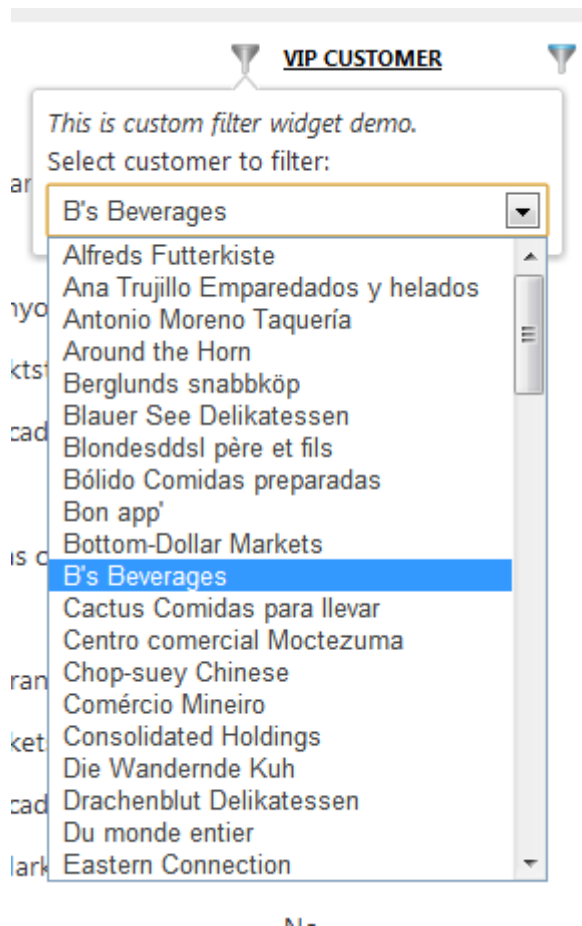 VIP CUSTOMER
This is custom filter widget demo.
Select customer to filter:
B's Beverages
Alfreds Futterkiste
Ana Trujillo Emparedados y helados
Antonio Moreno Taquería
Around the Horn
Berglunds snabbköp
Blauer See Delikatessen
Blondesddsl père et fils
Bólido Comidas preparadas
Bon app'
Bottom-Dollar Markets
B's Beverages
Cactus Comidas para llevar
Centro comercial Moctezuma
Chop-suey Chinese
Comércio Mineiro
Consolidated Holdings
Die Wandernde Kuh
Drachenblut Delikatessen
Du monde entier
Eastern Connection